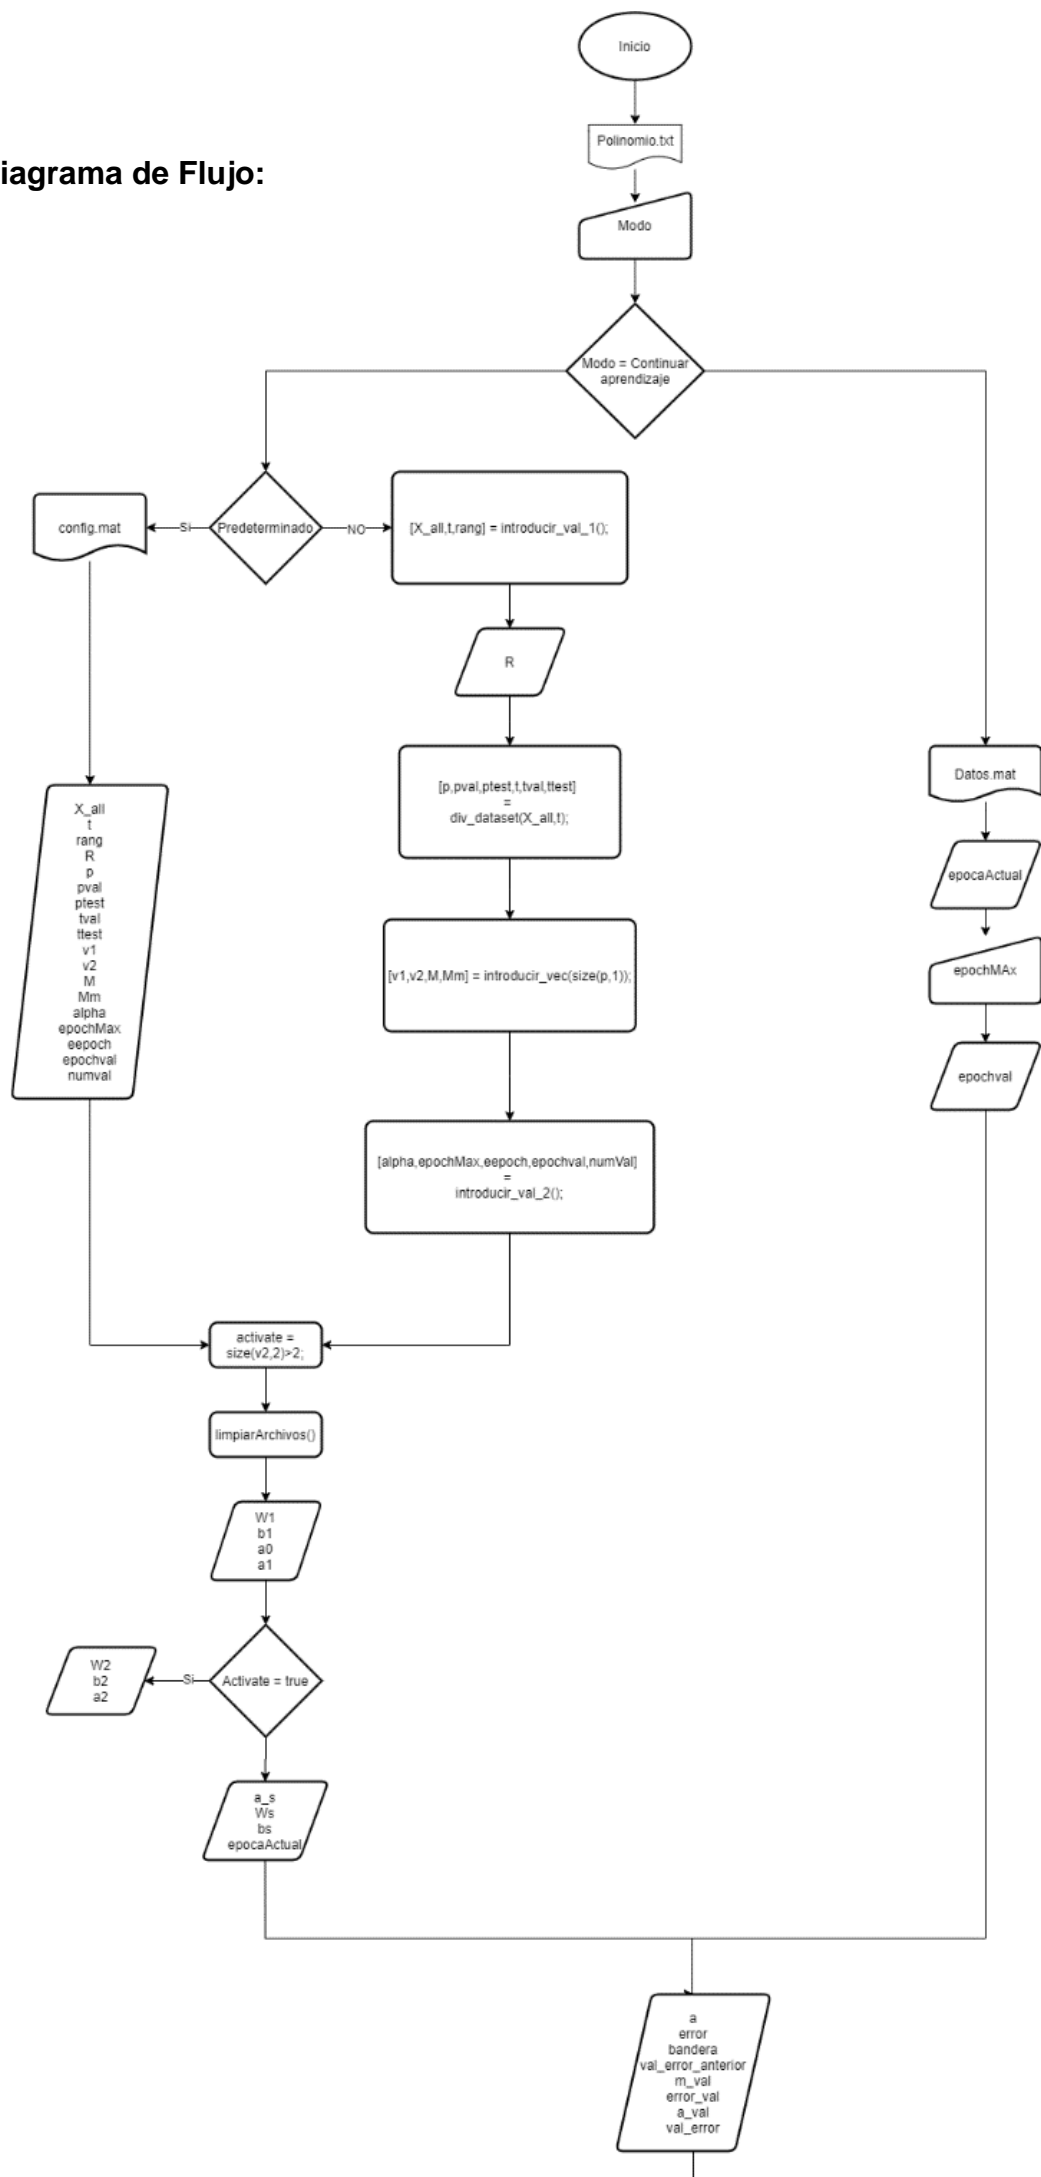 Inicio
Polinomio.txt
iagrama de Flujo:
Modo
Modo = Continuar
aprendizaje
config.mat
Si
Predeterminado
NO
[X_all,t,rang] = introducir_val_1();
R
[p,pval,ptest,t,tval,ttest]
=
div_dataset(X_all,t);
Datos.mat
X_all
t
rang
R
p
pval
ptest
tval
ttest
v1
v2
M
Mm
alpha
epochMax
eepoch
epochval
numval
epocaActual
[v1,v2,M,Mm] = introducir_vec(size(p,1));
epochMAx
epochval
[alpha,epochMax,eepoch,epochval,numVal]
=
introducir_val_2();
activate =
size(v2,2)>2;
limpiarArchivos()
W1
b1
a0
a1
W2
b2
a2
Si
Activate = true
a_s
Ws
bs
epocaActual
a
error
bandera
val_error_anterior
m_val
error_val
a_val
val_error